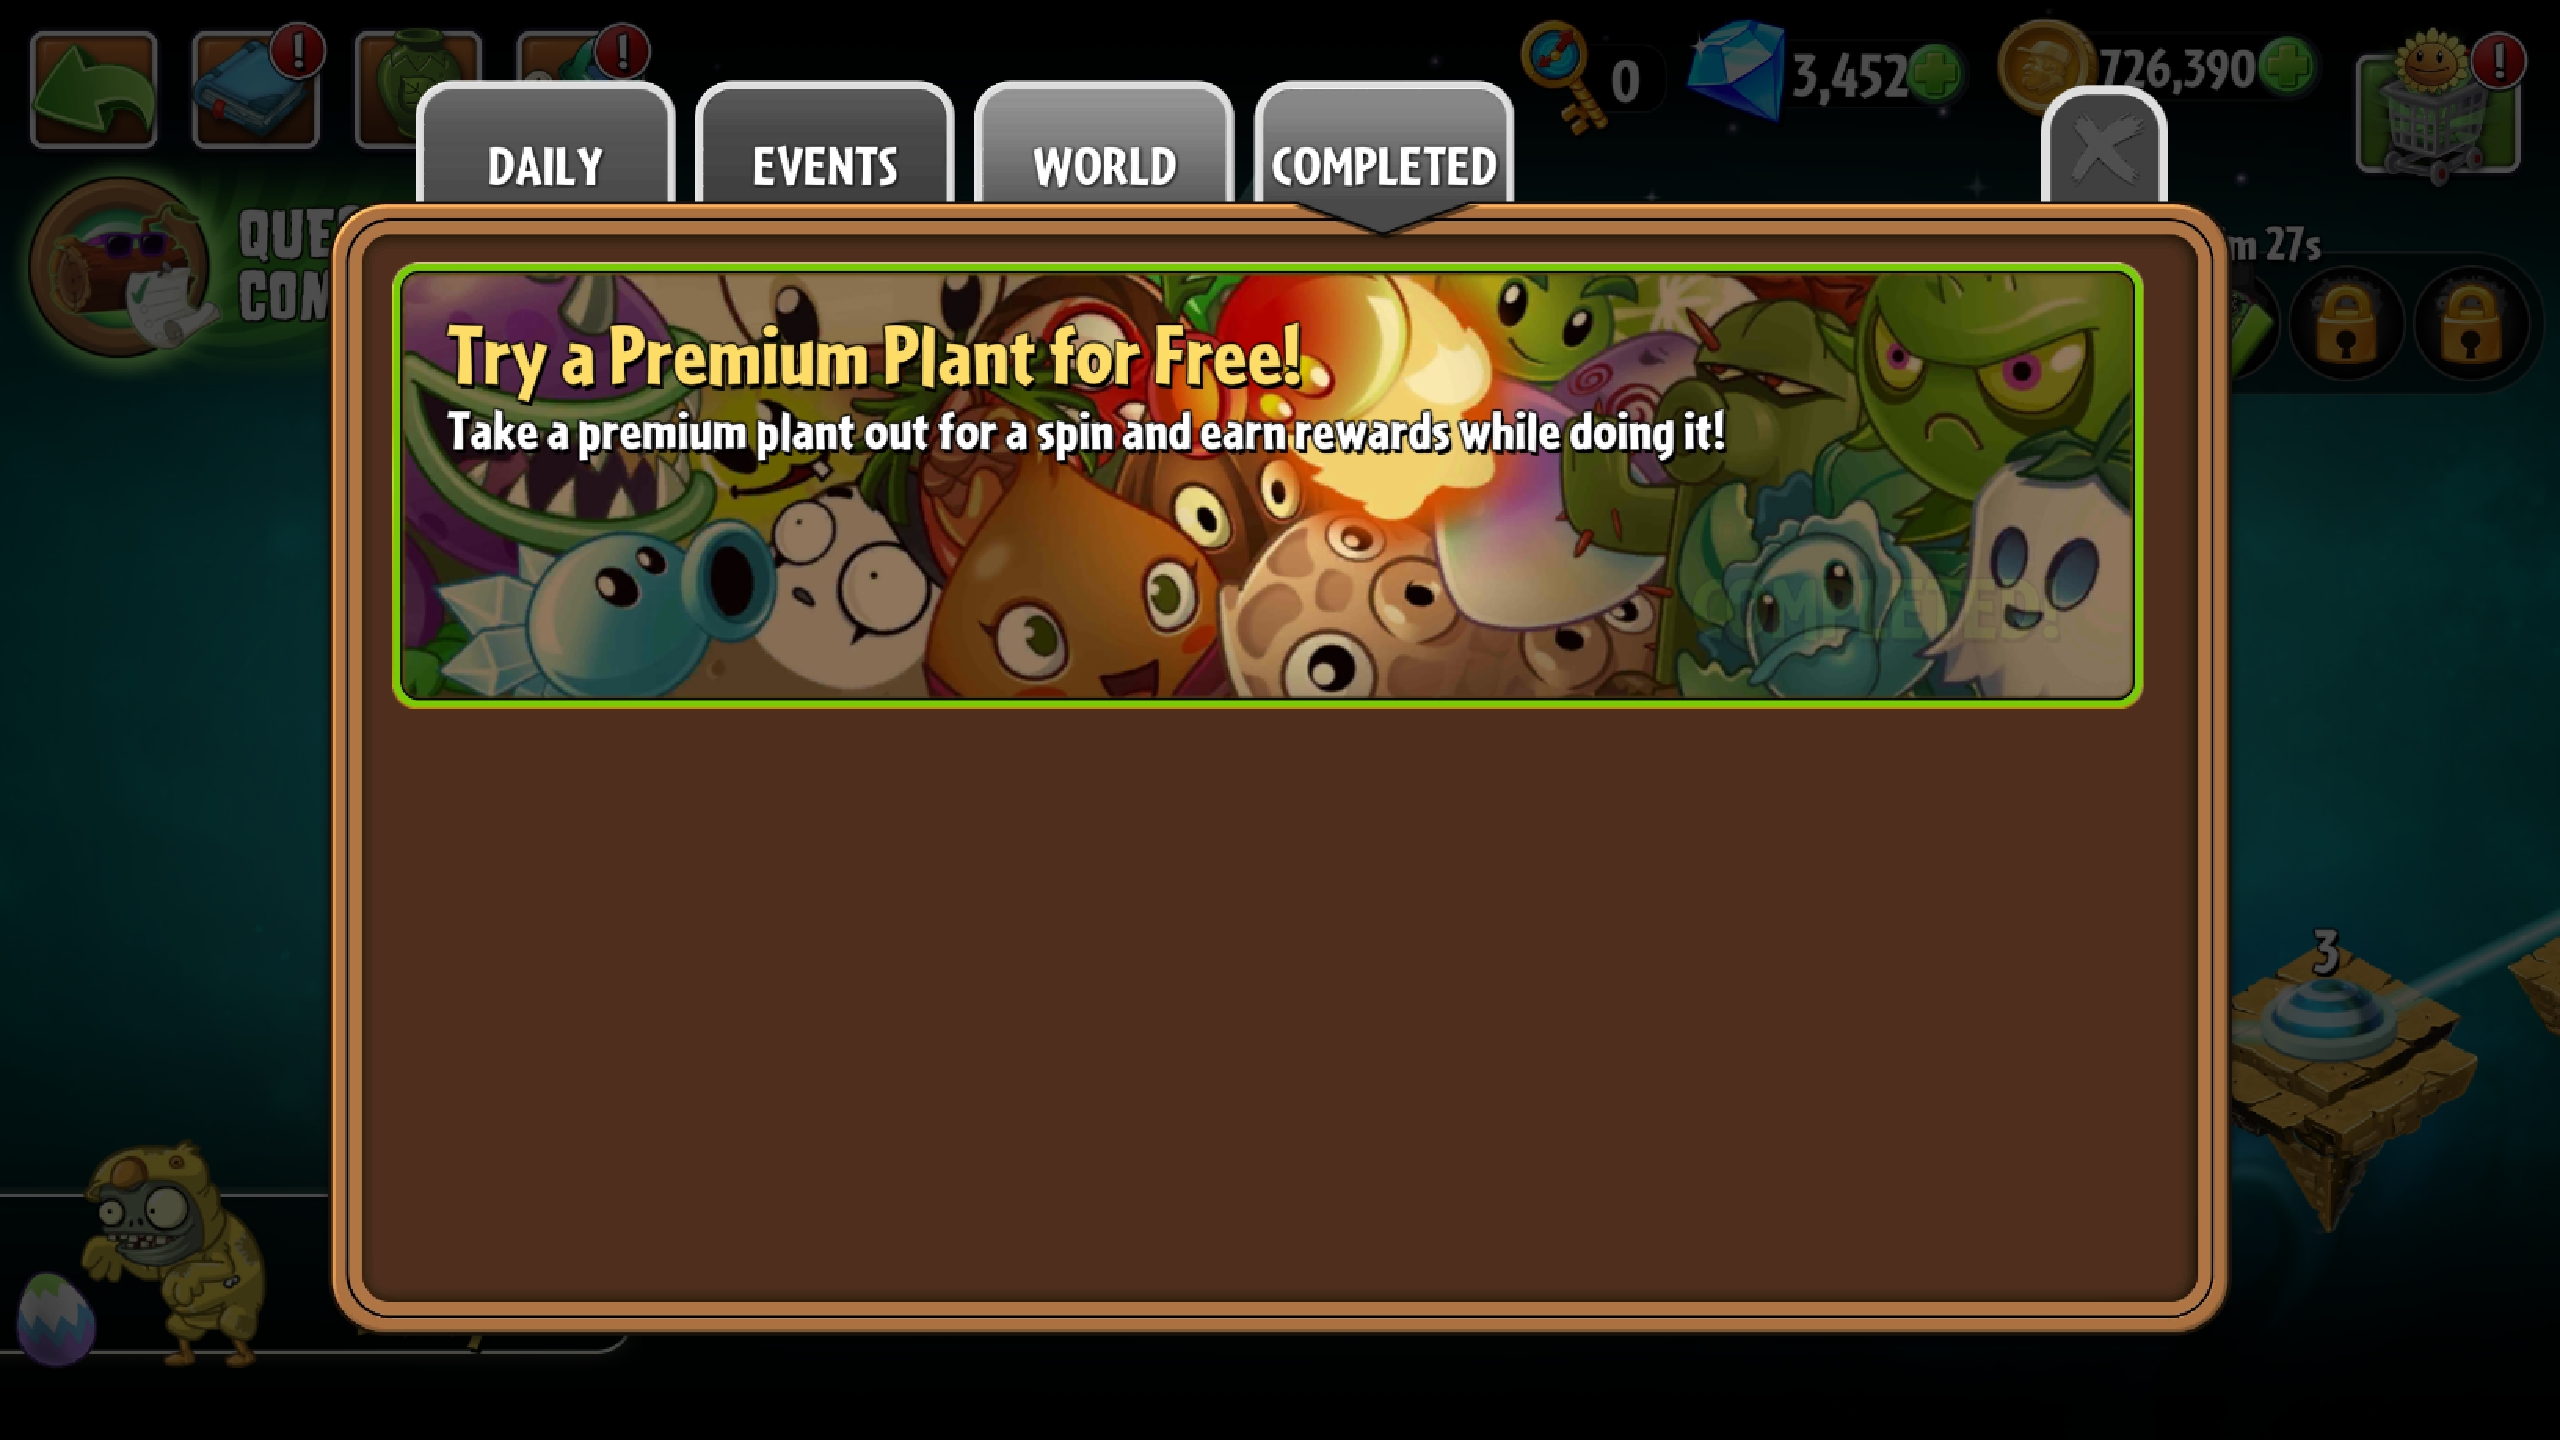 0
3,452
726,390
DAILY
EVENTS
WORLD
COMPLETED
QUE
CON
m 27s
Try a Premium Plant for Free!
Take a premium plant out for a spin and earn rewards while doing it!
COMPLETED!
3